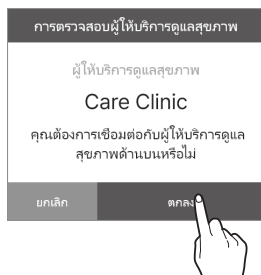 การตรวจสอบผู้ให้บริการดูแลสุขภาพ
ผู้ให้บริการดูแลสุขภาพ
Care Clinic
คุณต้องการเชื่อมต่อกับผู้ให้บริการดูแล
สุขภาพด้านบนหรือไม่
ยกเลิก
ตกลง